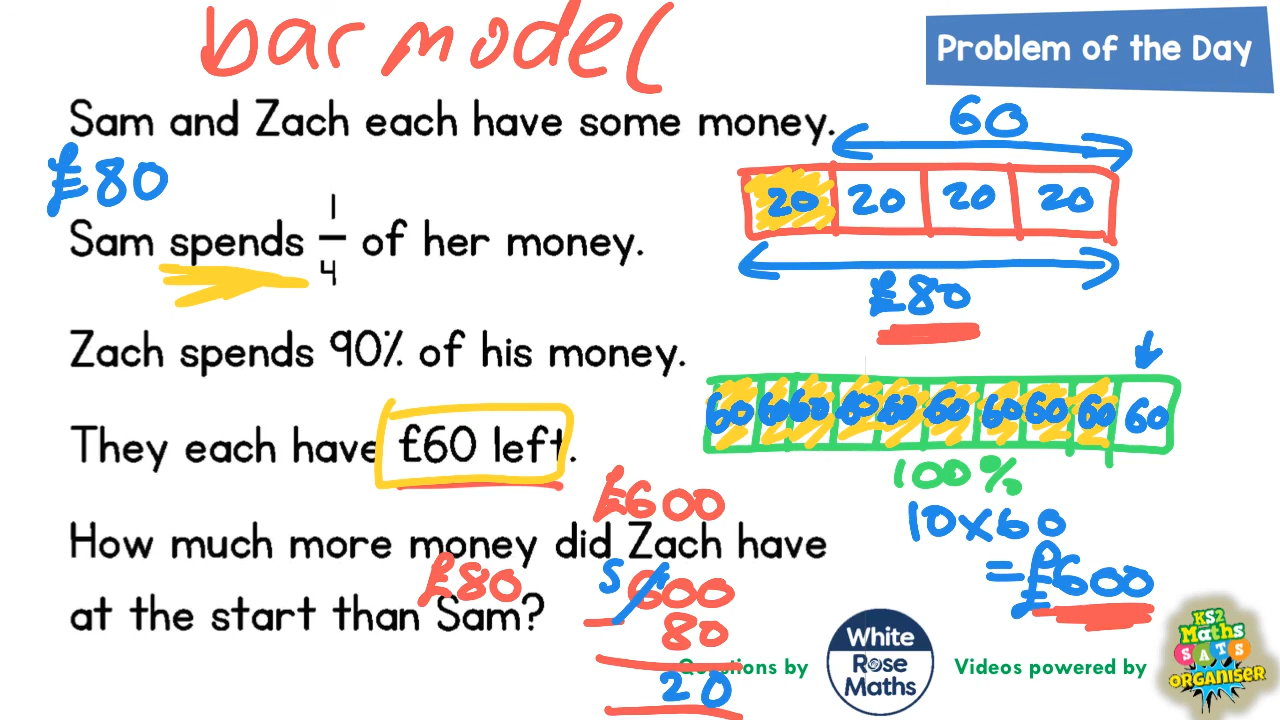 bar model
Problem of the Day
Sam and Zach each have some money.
60
£80
20 20 20 20
Sam spends 1/4 of her money.
£80
Zach spends 90% of his money.
60 60 60 60 60 60 60 60 60 60
They each have £60 left.
100%
£600
10x60
How much more money did Zach have
=£600
£80
5 1
600
at the start than Sam?
- 80
20
Questions by
White
Rose
Maths
Videos powered by
KS2
Maths
SATS
ORGANISER